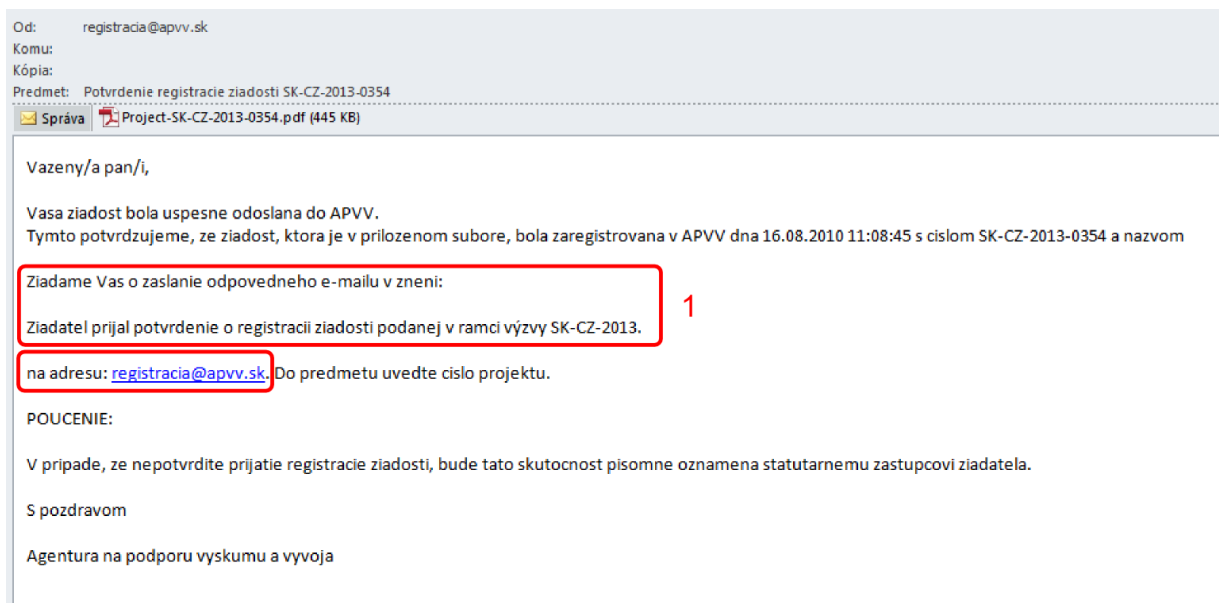 Od: registracia@apvv.sk
Komu:
Kópia:
Predmet: Potvrdenie registracie ziadosti SK-CZ-2013-0354
Správa Project-SK-CZ-2013-0354.pdf (445 KB)
Vazeny/a pan/i,
Vasa ziadost bola uspesne odoslana do APVV.
Tymto potvrdzujeme, ze ziadost, ktora je v prilozenom subore, bola zaregistrovana v APVV dna 16.08.2010 11:08:45 s cislom SK-CZ-2013-0354 a nazvom
Ziadame Vas o zaslanie odpovedneho e-mailu v zneni:
1
Ziadatel prijal potvrdenie o registracii ziadosti podanej v ramci výzvy SK-CZ-2013.
na adresu: registracia@apvv.sk. Do predmetu uvedte cislo projektu.
POUCENIE:
V pripade, ze nepotvrdite prijatie registracie ziadosti, bude tato skutocnost pisomne oznamena statutarnemu zastupcovi ziadatela.
S pozdravom
Agentura na podporu vyskumu a vyvoja